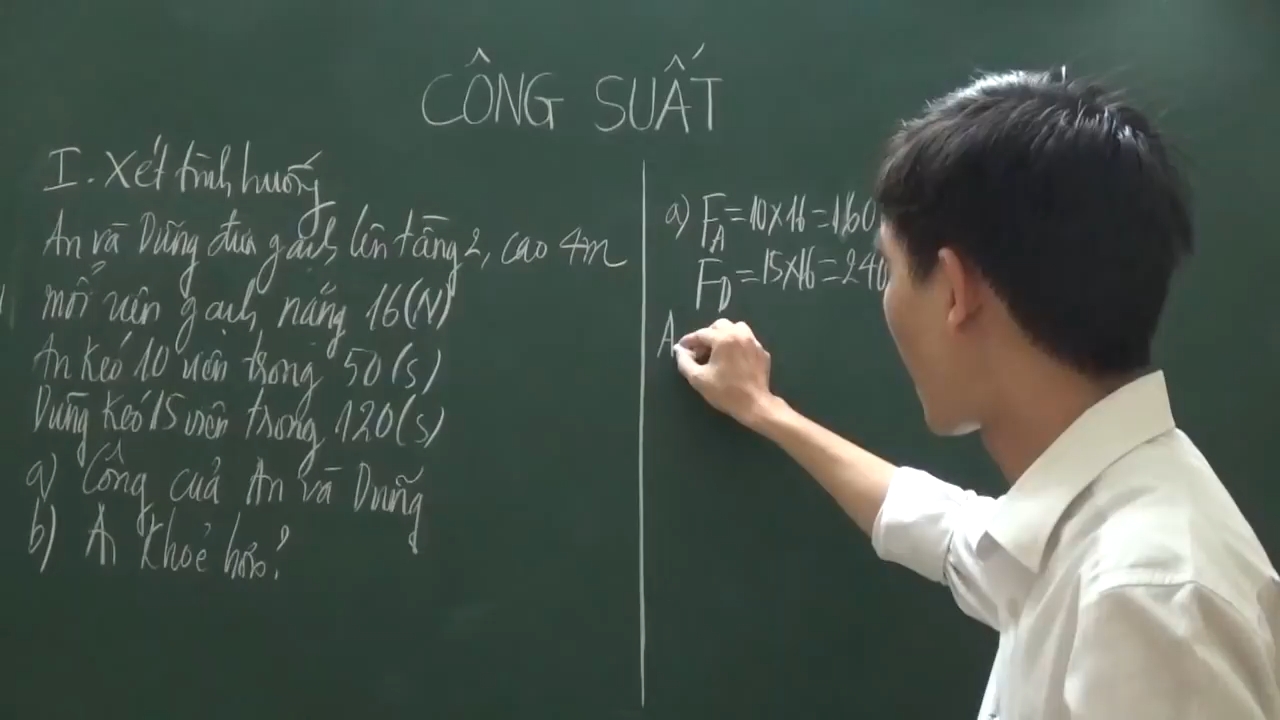 CÔNG SUẤT
I. Xét tình huống
An và Dũng đưa gạch lên tầng 2, cao 4m
mỗi viên gạch nặng 16(N)
An kéo 10 viên trong 50(s)
Dũng kéo 15 viên trong 120(s)
a) Công của An và Dũng
b) Ai khoẻ hơn?
a) F_A = 10x16 = 160
F_D = 15x16 = 240
A